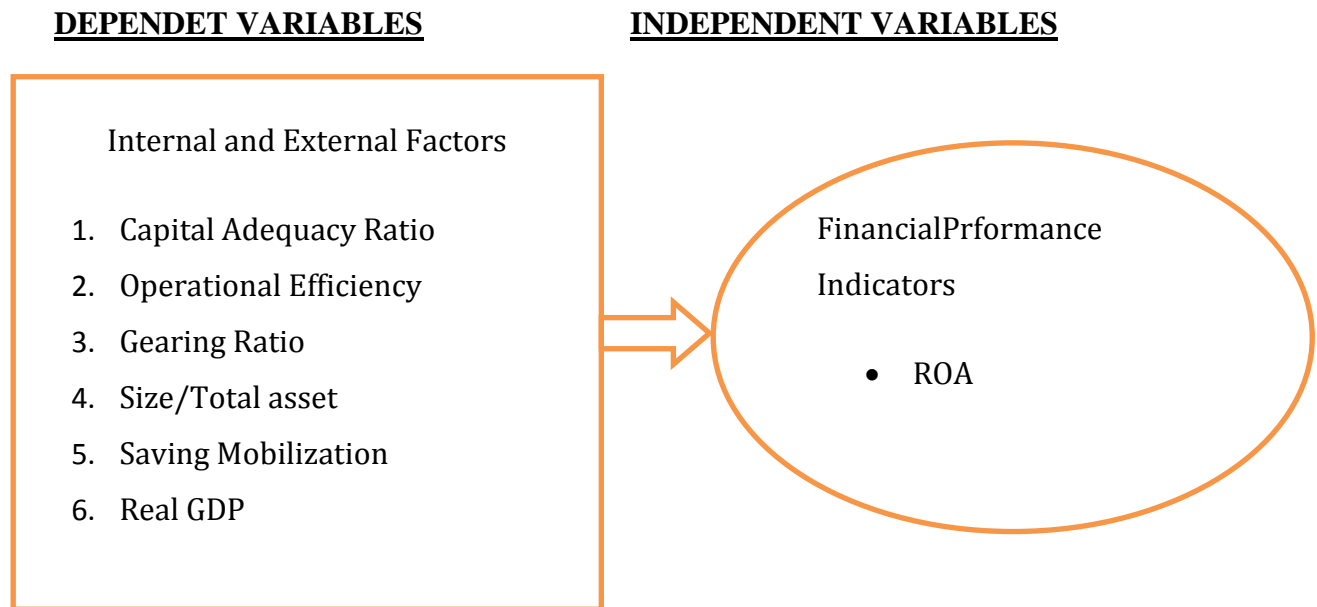 DEPENDET VARIABLES
INDEPENDENT VARIABLES
Internal and External Factors
1. Capital Adequacy Ratio
2. Operational Efficiency
3. Gearing Ratio
4. Size/Total asset
5. Saving Mobilization
6. Real GDP
FinancialPrformance
Indicators
• ROA